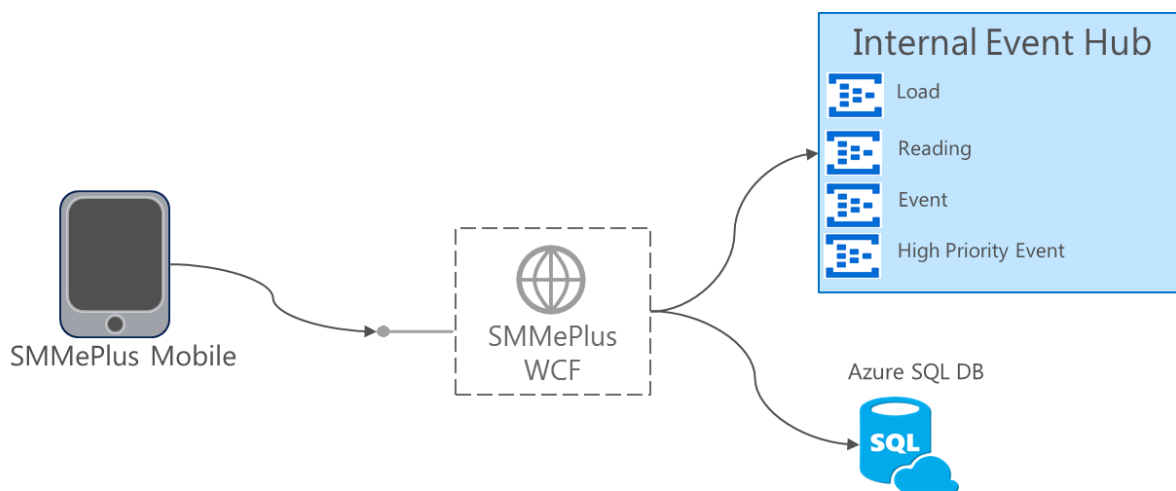 Internal Event Hub
Load
Reading
Event
High Priority Event
SMMePlus Mobile
SMMePlus
WCF
Azure SQL DB
SQL